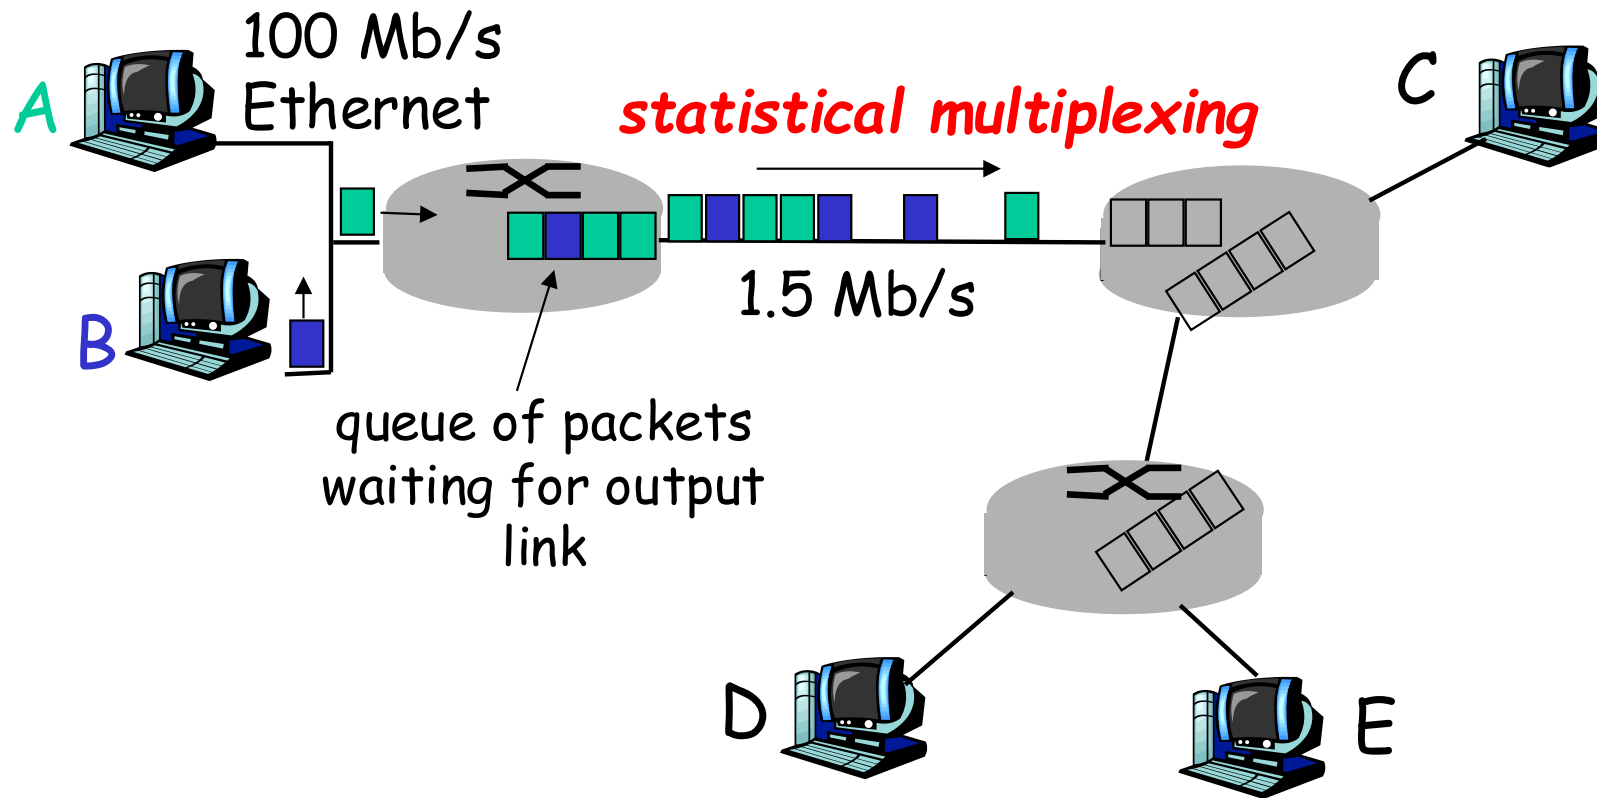 100 Mb/s
Ethernet
A
statistical multiplexing
C
1.5 Mb/s
B
queue of packets
waiting for output
link
D
E